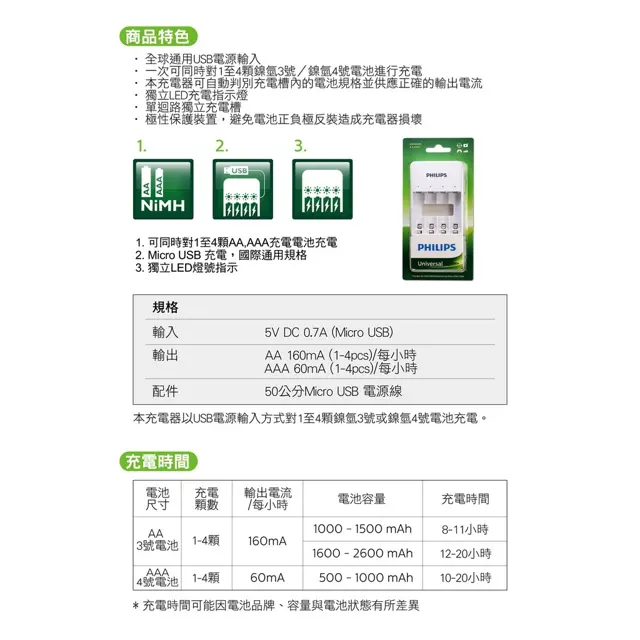 商品特色
· 全球通用USB電源輸入
· 一次可同時對1至4顆鎳氫3號／鎳氫4號電池進行充電
· 本充電器可自動判別充電槽內的電池規格並供應正確的輸出電流
· 獨立LED充電指示燈
· 單迴路獨立充電槽
· 極性保護裝置，避免電池正負極反裝造成充電器損壞
1.
2.
3.
AA
AAA
NiMH
USB
PHILIPS
PHILIPS
Universal
1. 可同時對1至4顆AA,AAA充電電池充電
2. Micro USB 充電，國際通用規格
3. 獨立LED燈號指示
規格
輸入 5V DC 0.7A (Micro USB)
輸出 AA 160mA (1-4pcs)/每小時
AAA 60mA (1-4pcs)/每小時
配件 50公分Micro USB 電源線
本充電器以USB電源輸入方式對1至4顆鎳氫3號或鎳氫4號電池充電。
充電時間
電池尺寸 充電顆數 輸出電流/每小時 電池容量 充電時間
AA 3號電池 1-4顆 160mA 1000 - 1500 mAh 8-11小時
1600 - 2600 mAh 12-20小時
AAA 4號電池 1-4顆 60mA 500 - 1000 mAh 10-20小時
* 充電時間可能因電池品牌、容量與電池狀態有所差異